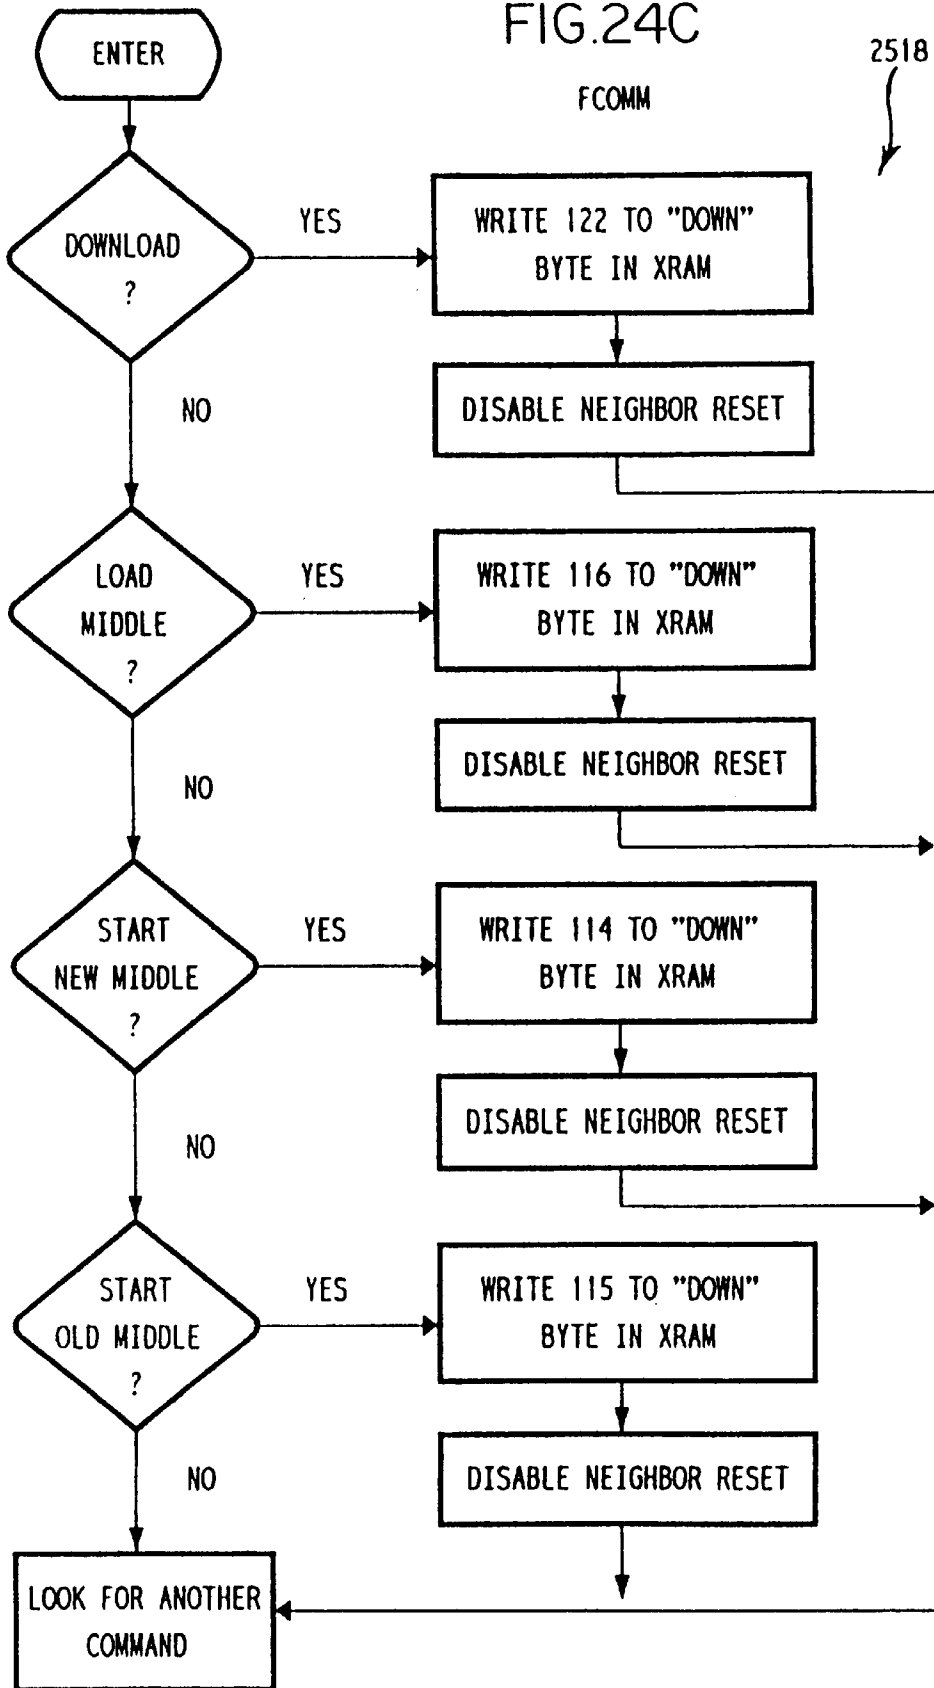 FIG.24C
FCOMM
2518
ENTER
DOWNLOAD
?
YES
WRITE 122 TO "DOWN"
BYTE IN XRAM
DISABLE NEIGHBOR RESET
NO
LOAD
MIDDLE
?
YES
WRITE 116 TO "DOWN"
BYTE IN XRAM
DISABLE NEIGHBOR RESET
NO
START
NEW MIDDLE
?
YES
WRITE 114 TO "DOWN"
BYTE IN XRAM
DISABLE NEIGHBOR RESET
NO
START
OLD MIDDLE
?
YES
WRITE 115 TO "DOWN"
BYTE IN XRAM
DISABLE NEIGHBOR RESET
NO
LOOK FOR ANOTHER
COMMAND